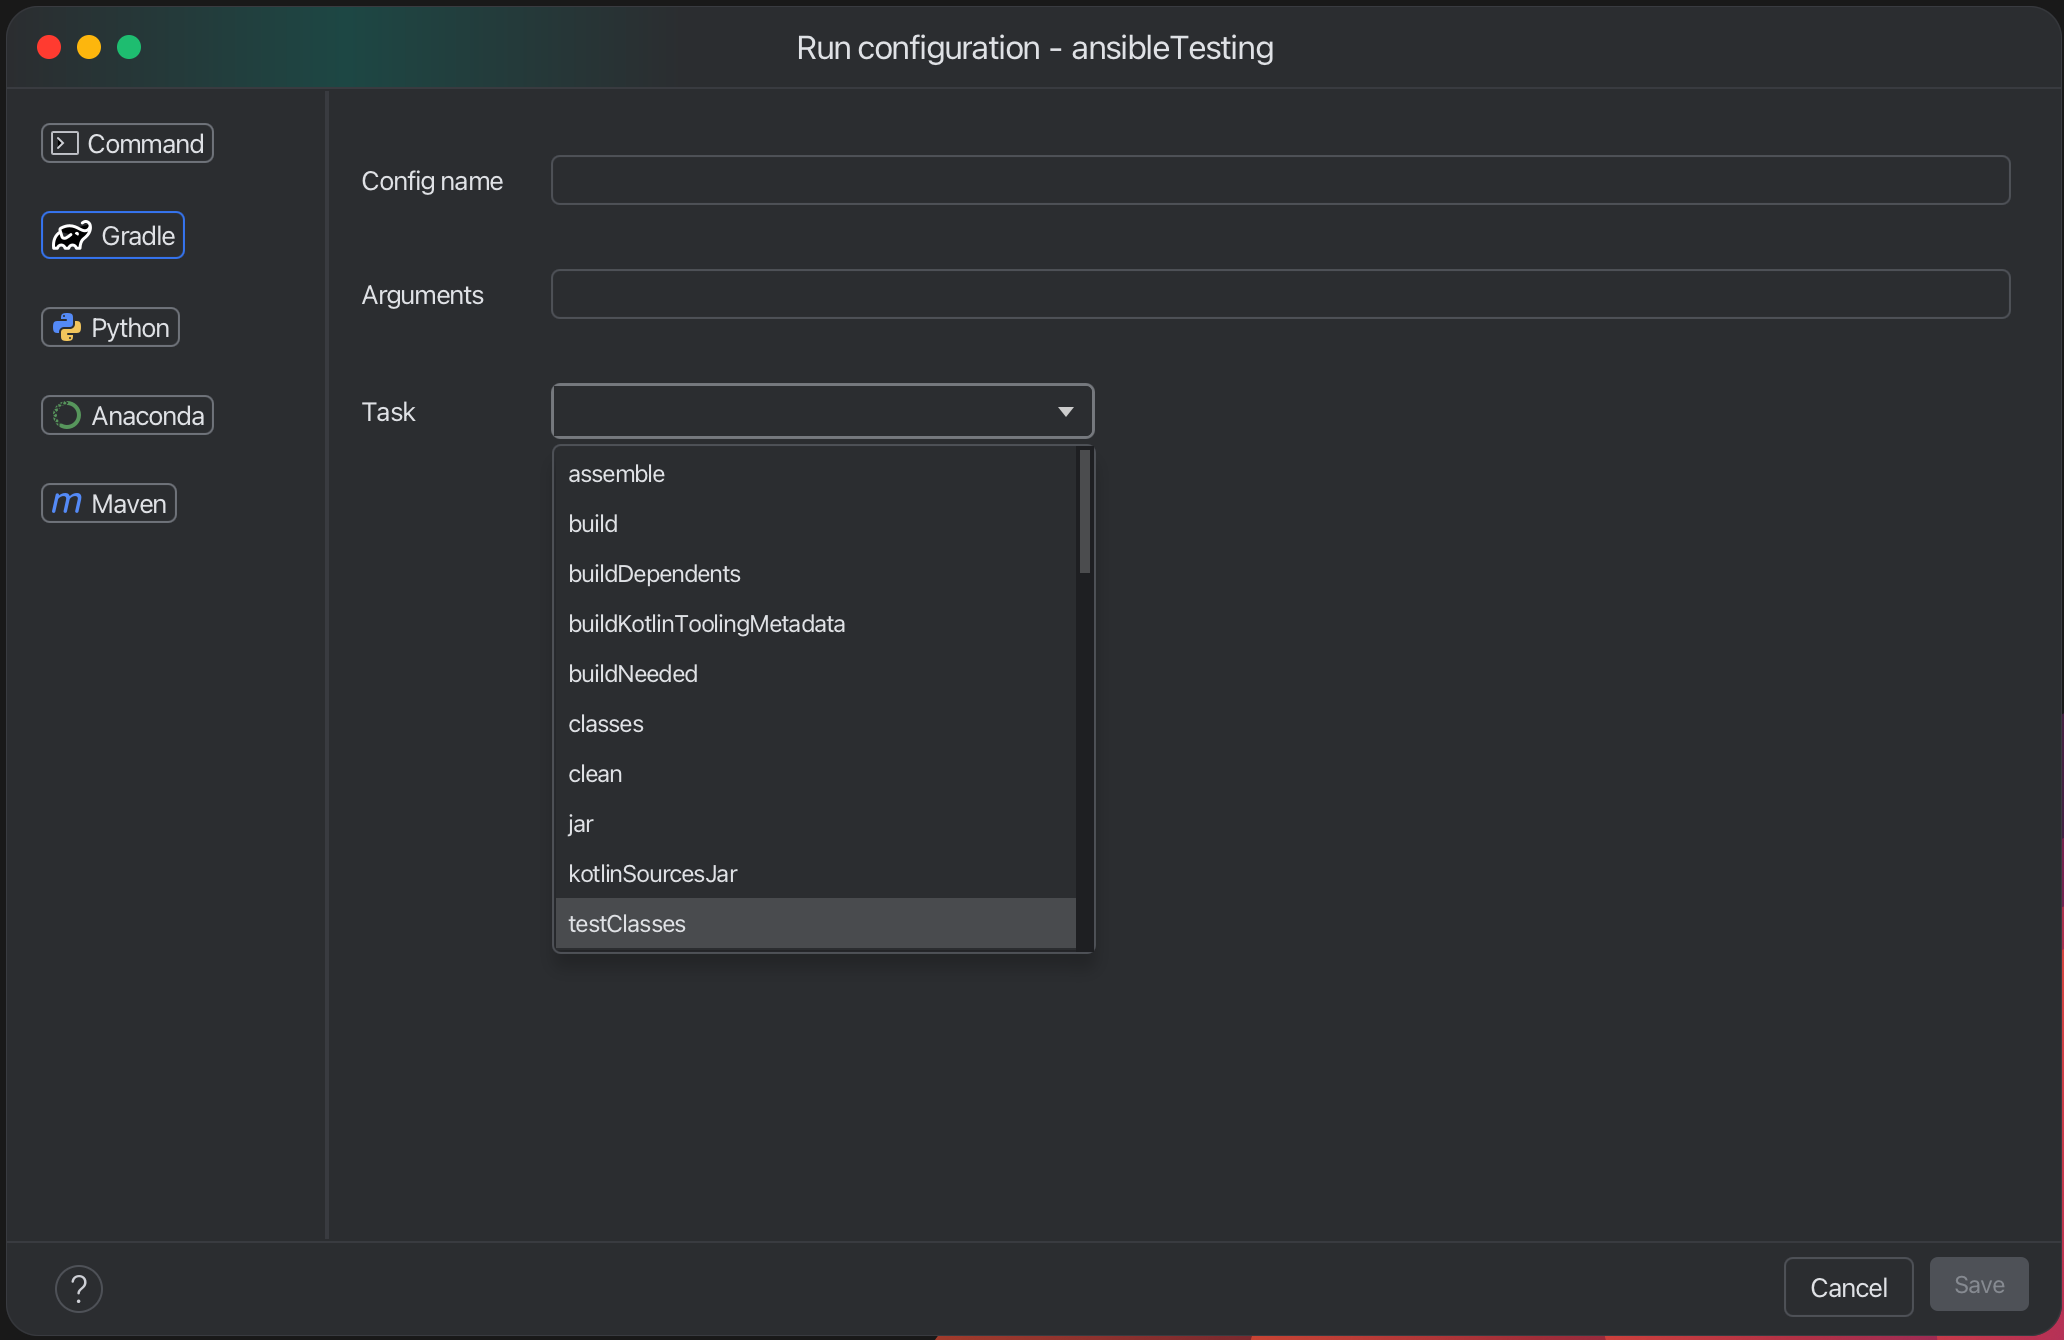 Run configuration - ansibleTesting
Command
Gradle
Python
Anaconda
m Maven
Config name
Arguments
Task
assemble
build
buildDependents
buildKotlinToolingMetadata
buildNeeded
classes
clean
jar
kotlinSourcesJar
testClasses
?
Cancel
Save